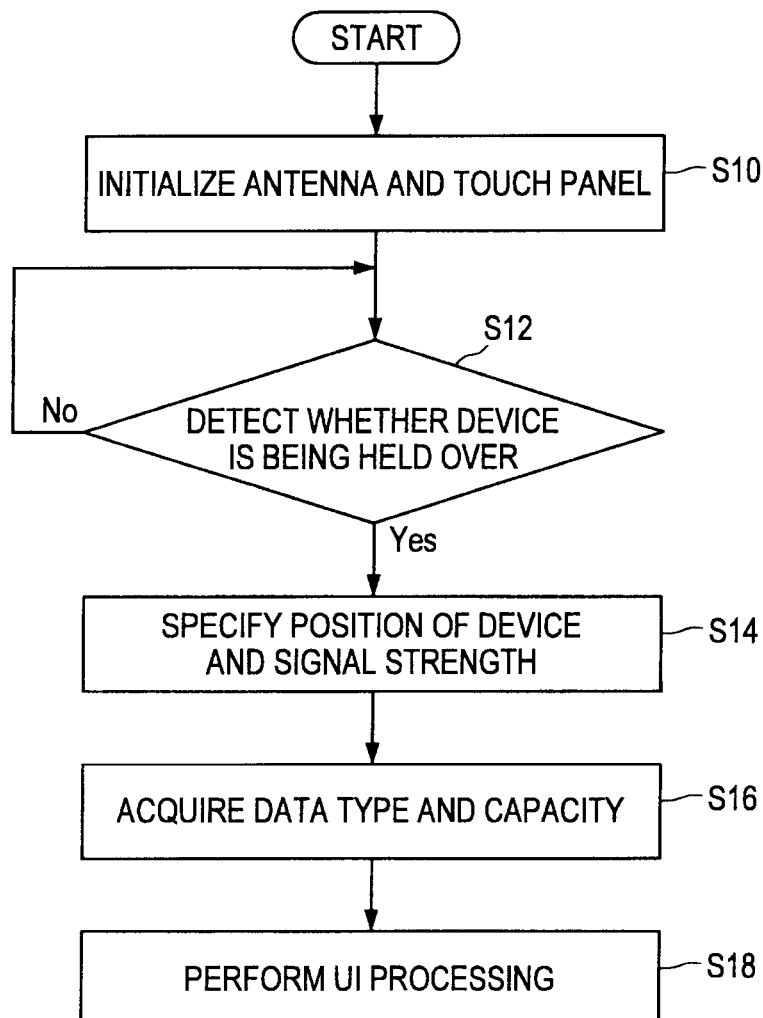 START
INITIALIZE ANTENNA AND TOUCH PANEL
S10
S12
DETECT WHETHER DEVICE
IS BEING HELD OVER
No
Yes
SPECIFY POSITION OF DEVICE
AND SIGNAL STRENGTH
S14
ACQUIRE DATA TYPE AND CAPACITY
S16
PERFORM UI PROCESSING
S18